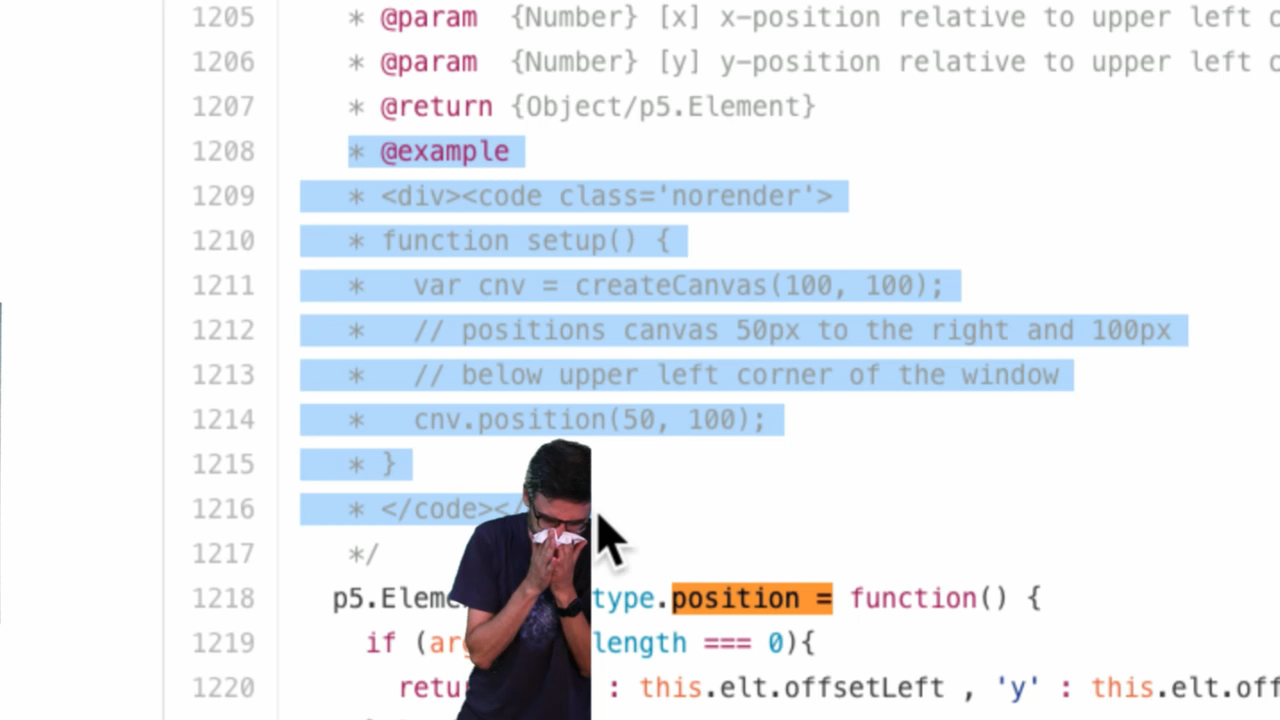 1205 * @param {Number} [x] x-position relative to upper left
1206 * @param {Number} [y] y-position relative to upper left
1207 * @return {Object/p5.Element}
1208 * @example
1209 * <div><code class='norender'>
1210 * function setup() {
1211 * var cnv = createCanvas(100, 100);
1212 * // positions canvas 50px to the right and 100px
1213 * // below upper left corner of the window
1214 * cnv.position(50, 100);
1215 * }
1216 * </code></
1217 */
1218 p5.Eleme type.position = function() {
1219 if (arg length === 0){
1220 retu : this.elt.offsetLeft , 'y' : this.elt.off